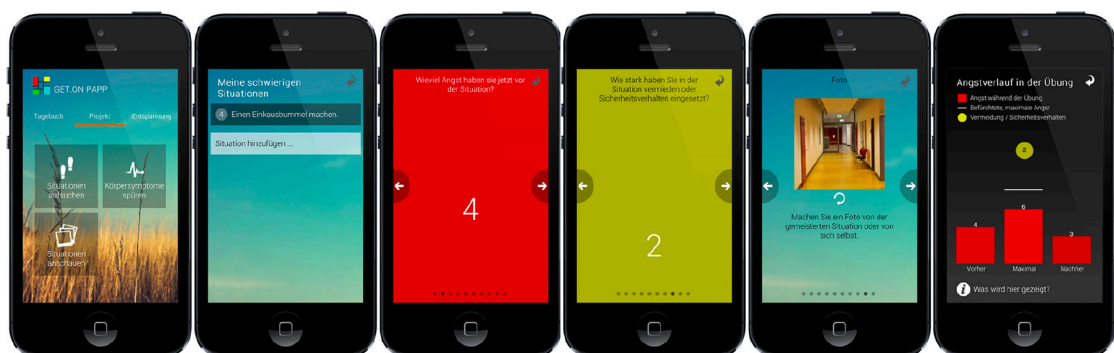 GET.ON PAPP
Tagebuch Projekt Entspannung
Situationen
aufsuchen
Körpersymptome
spüren
Situationen
anschauen
Meine schwierigen
Situationen
4 Einen Einkausbummel machen.
Situation hinzufügen ...
Wieviel Angst haben sie jetzt vor
der Situation?
4
Wie stark haben Sie in der
Situation vermieden oder
Sicherheitsverhalten eingesetzt?
2
Foto
Machen Sie ein Foto von der
gemeisterten Situation oder von
sich selbst.
Angstverlauf in der Übung
Angst während der Übung
Befürchtete, maximale Angst
Vermeidung / Sicherheitsverhalten
2
4
6
3
Vorher Maximal Nachher
i Was wird hier gezeigt?